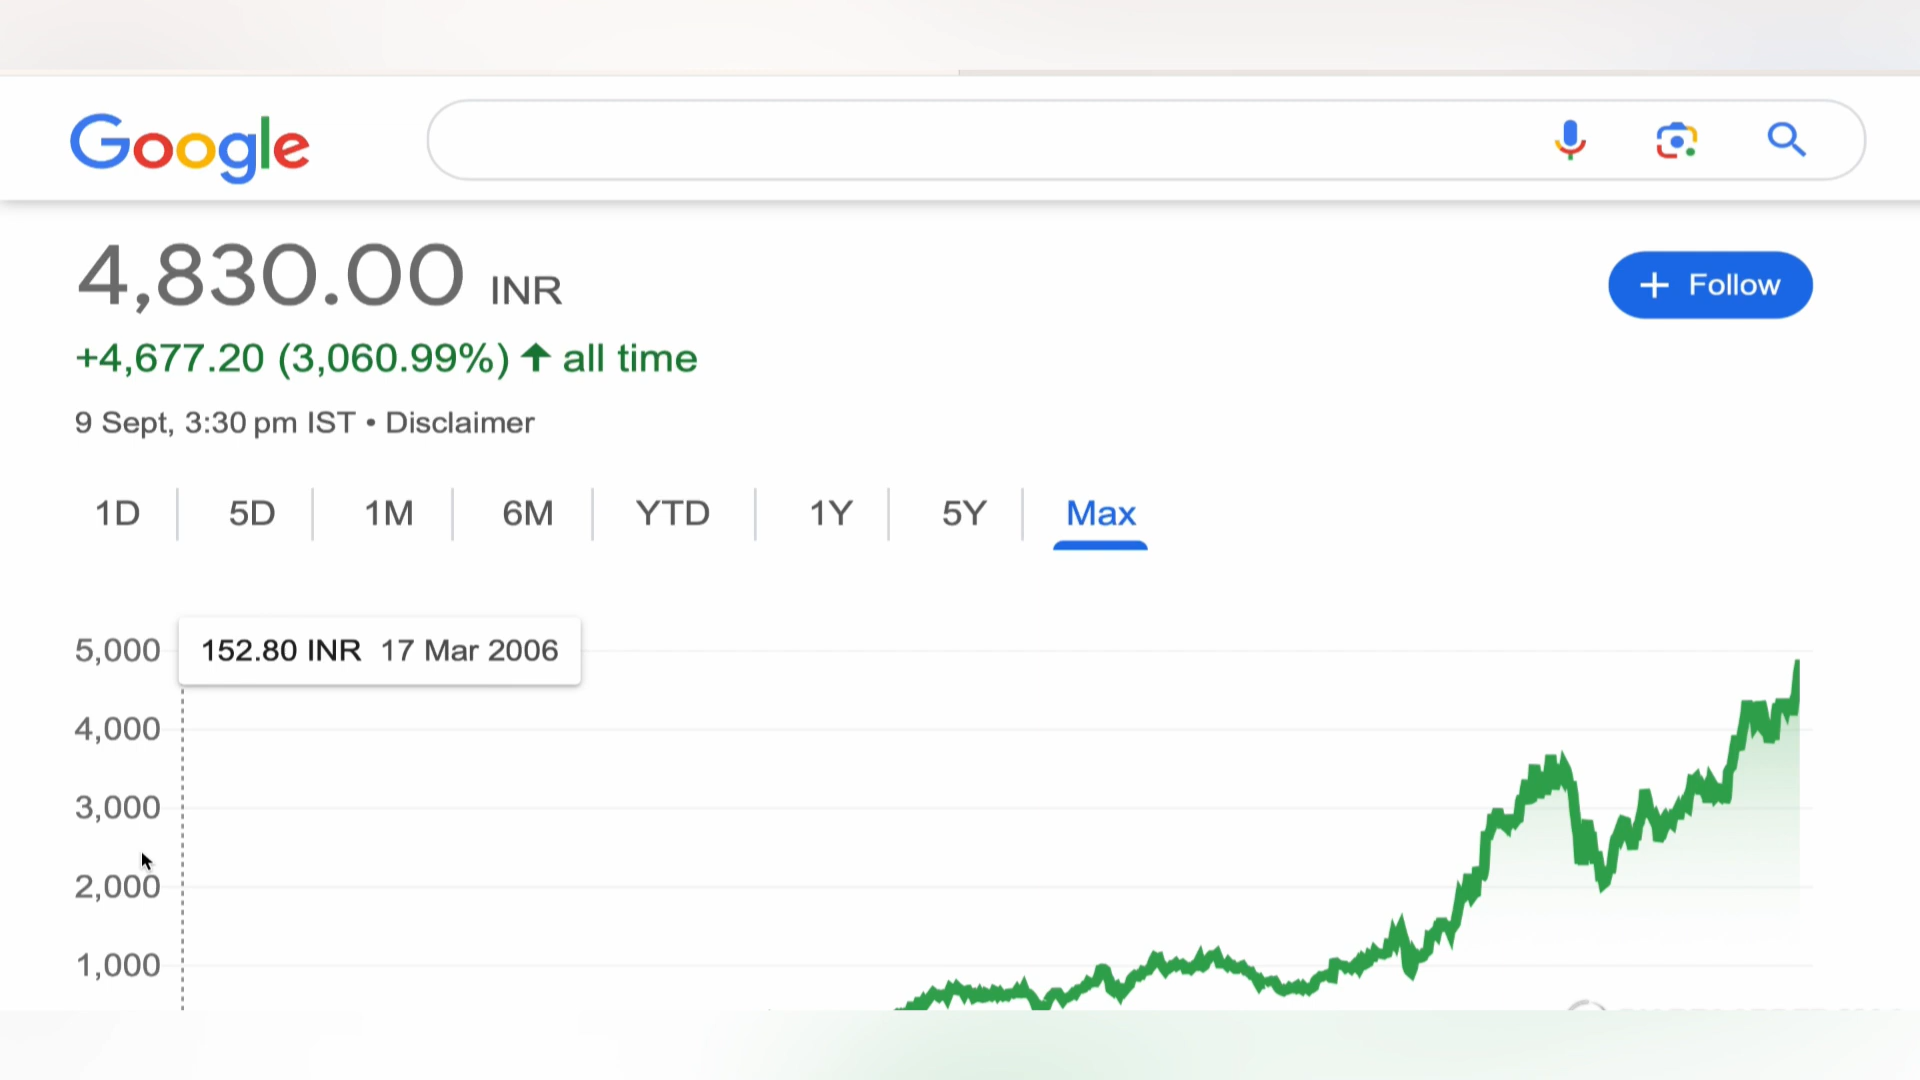 Google
4,830.00 INR
+ Follow
+4,677.20 (3,060.99%) ↑ all time
9 Sept, 3:30 pm IST • Disclaimer
1D 5D 1M 6M YTD 1Y 5Y Max
5,000
152.80 INR 17 Mar 2006
4,000
3,000
2,000
1,000